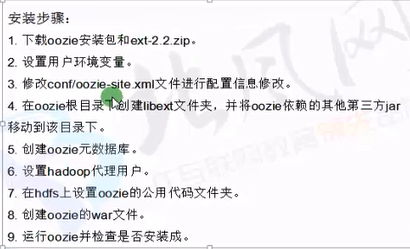 安装步骤：
1. 下载oozie安装包和ext-2.2.zip。
2. 设置用户环境变量。
3. 修改conf/oozie-site.xml文件进行配置信息修改。
4. 在oozie根目录下创建libext文件夹，并将oozie依赖的其他第三方jar
移动到该目录下。
5. 创建oozie元数据库。
6. 设置hadoop代理用户。
7. 在hdfs上设置oozie的公用代码文件夹。
8. 创建oozie的war文件。
9. 运行oozie并检查是否安装成。